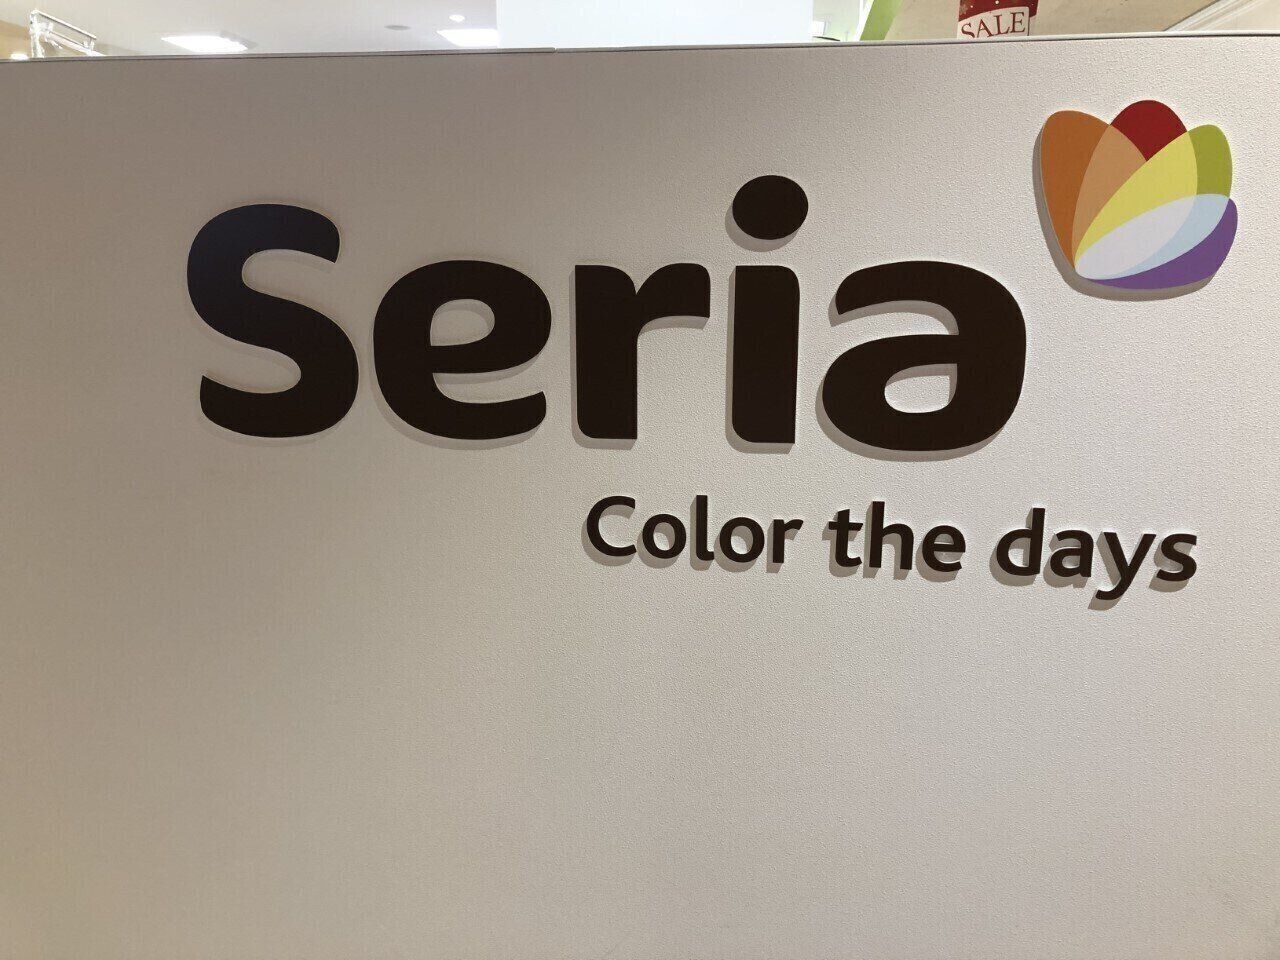 SALE
Seria
Color the days